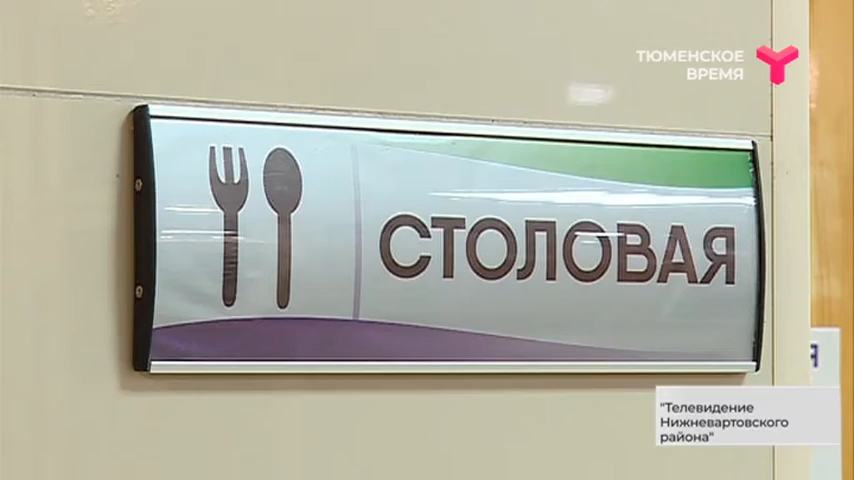 ТЮМЕНСКОЕ
ВРЕМЯ
СТОЛОВАЯ
Я
"Телевидение
Нижневартовского
района"